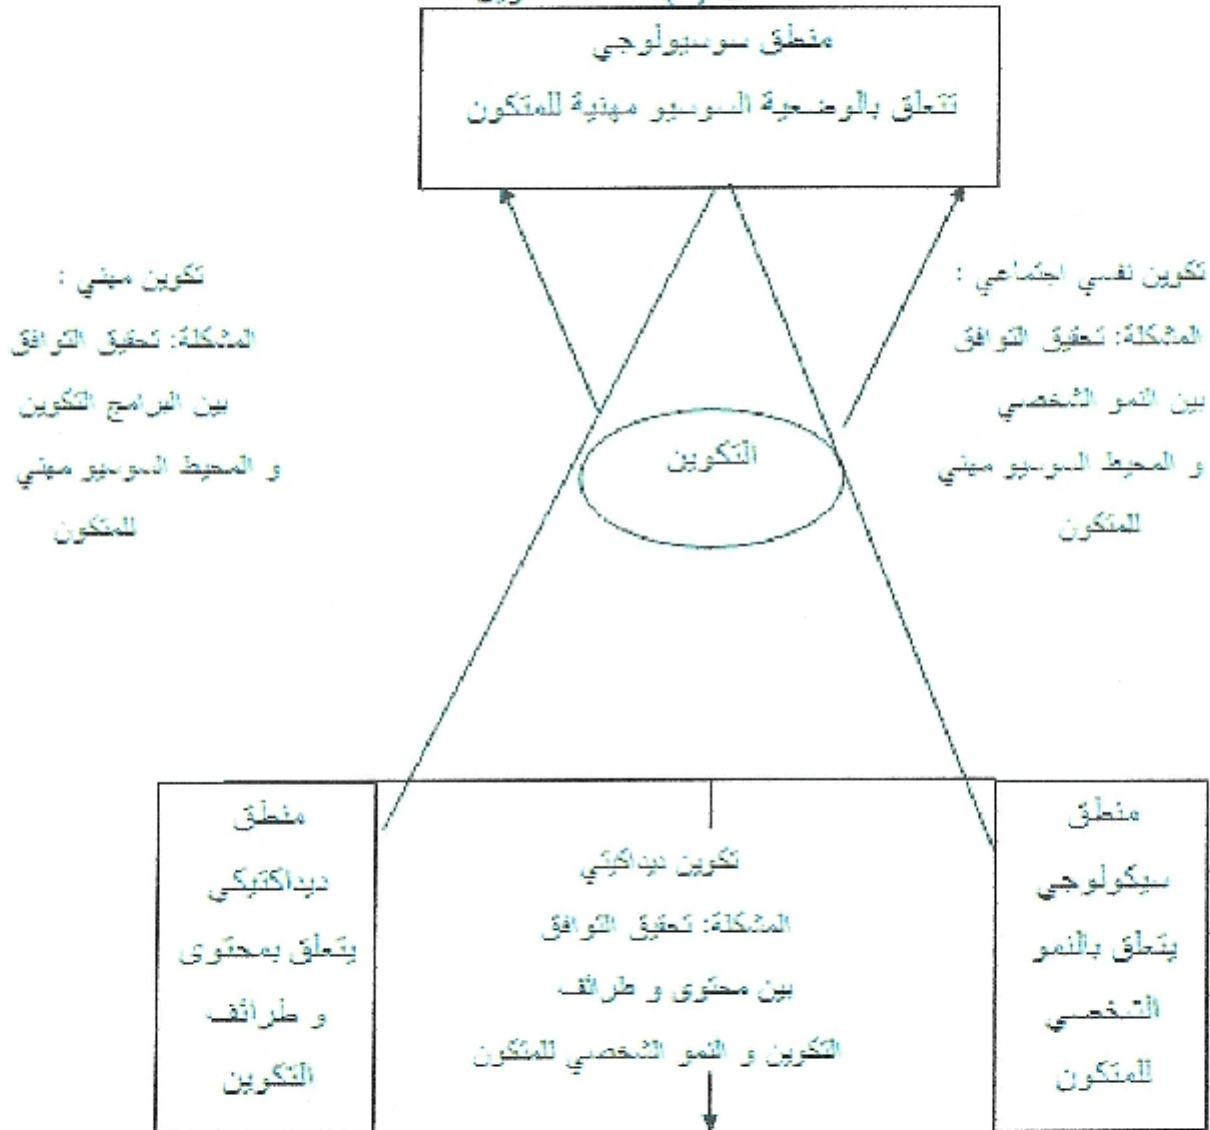 منطق سوسيولوجي
تتعلق بالوضعية السوسيو مهنية للمتكون
تكوين نفسي اجتماعي :
المشكلة: تحقيق التوافق
بين النمو الشخصي
و المحيط السوسيو مهني
للمتكون
التكوين
تكوين مهني :
المشكلة: تحقيق التوافق
بين البرامج التكوين
و المحيط السوسيو مهني
للمتكون
منطق
سيكولوجي
يتعلق بالنمو
الشخصي
للمتكون
تكوين ديداكتي
المشكلة: تحقيق التوافق
بين محتوى و طرائف
التكوين و النمو الشخصي للمتكون
منطق
ديداكتيكي
يتعلق بمحتوى
و طرائف
التكوين